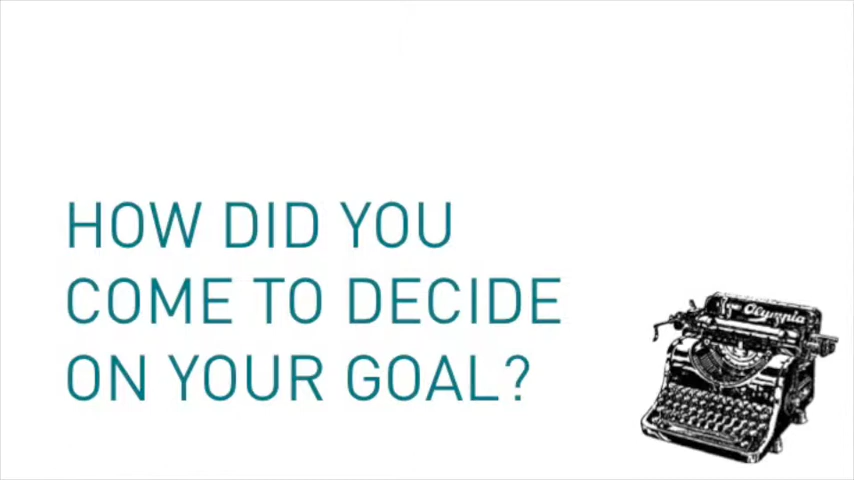 HOW DID YOU
COME TO DECIDE
ON YOUR GOAL?
Olympia